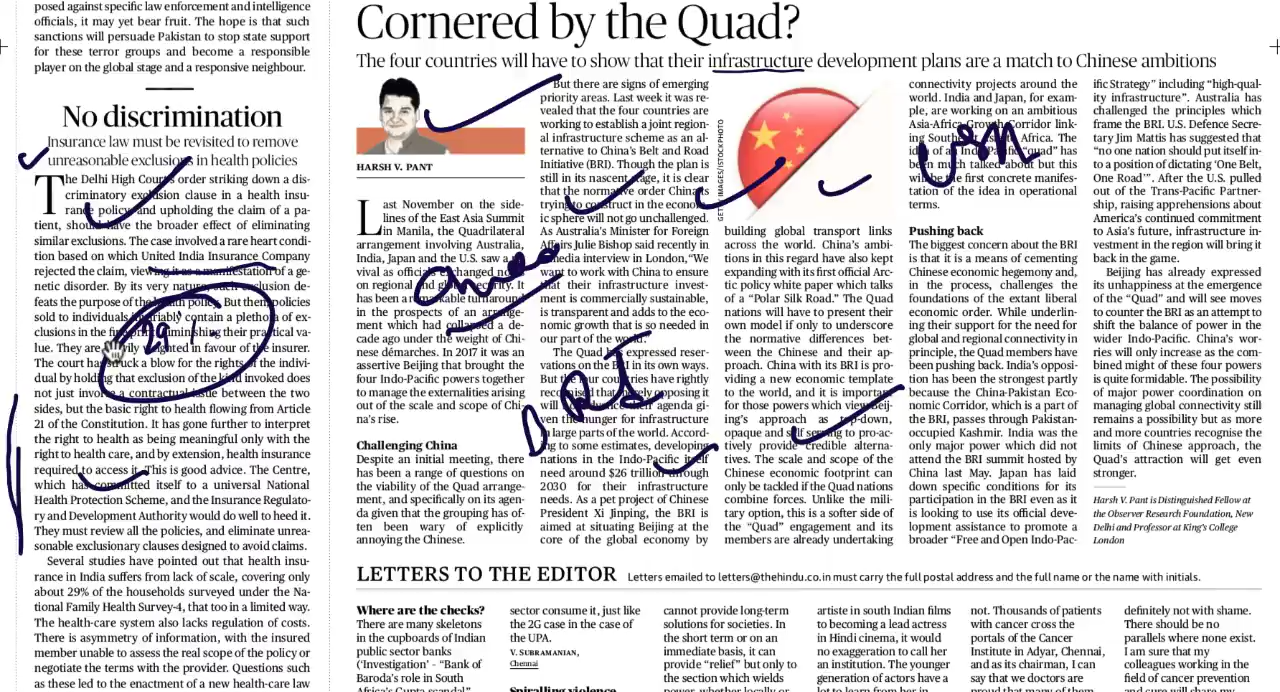 posed against specific law enforcement and intelligence
officials, it may yet bear fruit. The hope is that such
sanctions will persuade Pakistan to stop state support
for these terror groups and become a responsible
player on the global stage and a responsive neighbour.
No discrimination
Insurance law must be revisited to remove
unreasonable exclusions in health policies
The Delhi High Court's order striking down a dis-
criminatory exclusion clause in a health insu-
rance policy and upholding the claim of a pa-
tient, should have the broader effect of eliminating
similar exclusions. The case involved a rare heart condi-
tion based on which United India Insurance Company
rejected the claim, viewing it as a manifestation of a ge-
netic disorder. By its very nature, such exclusion de-
feats the purpose of the health policy. But then policies
sold to individuals invariably contain a plethora of ex-
clusions in the fine print, diminishing their practical va-
lue. They are heavily weighted in favour of the insurer.
The court has struck a blow for the rights of the indivi-
dual by holding that exclusion of the kind invoked does
not just involve a contractual issue between the two
sides, but the basic right to health flowing from Article
21 of the Constitution. It has gone further to interpret
the right to health as being meaningful only with the
right to health care, and by extension, health insurance
required to access it. This is good advice. The Centre,
which has committed itself to a universal National
Health Protection Scheme, and the Insurance Regulato-
ry and Development Authority would do well to heed it.
They must review all the policies, and eliminate unrea-
sonable exclusionary clauses designed to avoid claims.
Several studies have pointed out that health insu-
rance in India suffers from lack of scale, covering only
about 29% of the households surveyed under the Na-
tional Family Health Survey-4, that too in a limited way.
The health-care system also lacks regulation of costs.
There is asymmetry of information, with the insured
member unable to assess the real scope of the policy or
negotiate the terms with the provider. Questions such
as these led to the enactment of a new health-care law
29
Cornered by the Quad?
The four countries will have to show that their infrastructure development plans are a match to Chinese ambitions
HARSH V. PANT
Last November on the side-
lines of the East Asia Summit
in Manila, the Quadrilateral
arrangement involving Australia,
India, Japan and the U.S. saw a re-
vival as officials exchanged notes
on regional and global security. It
has been a remarkable turnaround
in the prospects of an arrange-
ment which had collapsed a de-
cade ago under the weight of Chi-
nese démarches. In 2017 it was an
assertive Beijing that brought the
four Indo-Pacific powers together
to manage the externalities arising
out of the scale and scope of Chi-
na's rise.
Challenging China
Despite an initial meeting, there
has been a range of questions on
the viability of the Quad arrange-
ment, and specifically on its agen-
da given that the grouping has of-
ten been wary of explicitly
annoying the Chinese.
But there are signs of emerging
priority areas. Last week it was re-
vealed that the four countries are
working to establish a joint region-
al infrastructure scheme as an al-
ternative to China's Belt and Road
Initiative (BRI). Though the plan is
still in its nascent stage, it is clear
that the normative order China is
trying to construct in the econom-
ic sphere will not go unchallenged.
As Australia's Minister for Foreign
Affairs Julie Bishop said recently in
a media interview in London, “We
want to work with China to ensure
that their infrastructure invest-
ment is commercially sustainable,
is transparent and adds to the eco-
nomic growth that is so needed in
our part of the world.”
The Quad has expressed reser-
vations on the BRI in its own ways.
But the four countries have rightly
recognised that merely opposing it
will not advance their agenda gi-
ven the hunger for infrastructure
in large parts of the world. Accord-
ing to some estimates, developing
nations in the Indo-Pacific itself
need around $26 trillion through
2030 for their infrastructure
needs. As a pet project of Chinese
President Xi Jinping, the BRI is
aimed at situating Beijing at the
core of the global economy by
GETTY IMAGES/ISTOCKPHOTO
building global transport links
across the world. China's ambi-
tions in this regard have also kept
expanding with its first official Arc-
tic policy white paper which talks
of a “Polar Silk Road.” The Quad
nations will have to present their
own model if only to underscore
the normative differences bet-
ween the Chinese and their ap-
proach. China with its BRI is pro-
viding a new economic template
to the world, and it is important
for those powers which view Beij-
ing's approach as top-down,
opaque and self serving to pro-ac-
tively provide credible alterna-
tives. The scale and scope of the
Chinese economic footprint can
only be tackled if the Quad nations
combine forces. Unlike the mili-
tary option, this is a softer side of
the “Quad” engagement and its
members are already undertaking
connectivity projects around the
world. India and Japan, for exam-
ple, are working on an ambitious
Asia-Africa Growth Corridor link-
ing Southeast Asia to Africa. The
idea of an Indo-Pacific “quad” has
been much talked about but this
will be the first concrete manifes-
tation of the idea in operational
terms.
Pushing back
The biggest concern about the BRI
is that it is a means of cementing
Chinese economic hegemony and,
in the process, challenges the
foundations of the extant liberal
economic order. While underlin-
ing their support for the need for
global and regional connectivity in
principle, the Quad members have
been pushing back. India's opposi-
tion has been the strongest partly
because the China-Pakistan Eco-
nomic Corridor, which is a part of
the BRI, passes through Pakistan-
occupied Kashmir. India was the
only major power which did not
attend the BRI summit hosted by
China last May. Japan has laid
down specific conditions for its
participation in the BRI even as it
is looking to use its official deve-
lopment assistance to promote a
broader “Free and Open Indo-Pac-
ific Strategy” including “high-qual-
ity infrastructure”. Australia has
challenged the principles which
frame the BRI. U.S. Defence Secre-
tary Jim Mattis has suggested that
“no one nation should put itself in-
to a position of dictating ‘One Belt,
One Road’”. After the U.S. pulled
out of the Trans-Pacific Partner-
ship, raising apprehensions about
America's continued commitment
to Asia's future, infrastructure in-
vestment in the region will bring it
back in the game.
Beijing has already expressed
its unhappiness at the emergence
of the “Quad” and will see moves
to counter the BRI as an attempt to
shift the balance of power in the
wider Indo-Pacific. China's wor-
ries will only increase as the com-
bined might of these four powers
is quite formidable. The possibility
of major power coordination on
managing global connectivity still
remains a possibility but as more
and more countries recognise the
limits of Chinese approach, the
Quad's attraction will get even
stronger.
Harsh V. Pant is Distinguished Fellow at
the Observer Research Foundation, New
Delhi and Professor at King's College
London
LETTERS TO THE EDITOR Letters emailed to letters@thehindu.co.in must carry the full postal address and the full name or the name with initials.
Where are the checks?
There are many skeletons
in the cupboards of Indian
public sector banks
(‘Investigation’ - “Bank of
Baroda's role in South
Africa's Gupta scandal”,
sector consume it, just like
the 2G case in the case of
the UPA.
V. SUBRAMANIAN,
Chennai
Spiralling violence
cannot provide long-term
solutions for societies. In
the short term or on an
immediate basis, it can
provide “relief” but only to
the section which wields
power, whether locally or
artiste in south Indian films
to becoming a lead actress
in Hindi cinema, it would
no exaggeration to call her
an institution. The younger
generation of actors have a
lot to learn from her in
not. Thousands of patients
with cancer cross the
portals of the Cancer
Institute in Adyar, Chennai,
and as its chairman, I can
say that we doctors are
proud that many of them
definitely not with shame.
There should be no
parallels where none exist.
I am sure that my
colleagues working in the
field of cancer prevention
and cure will share my